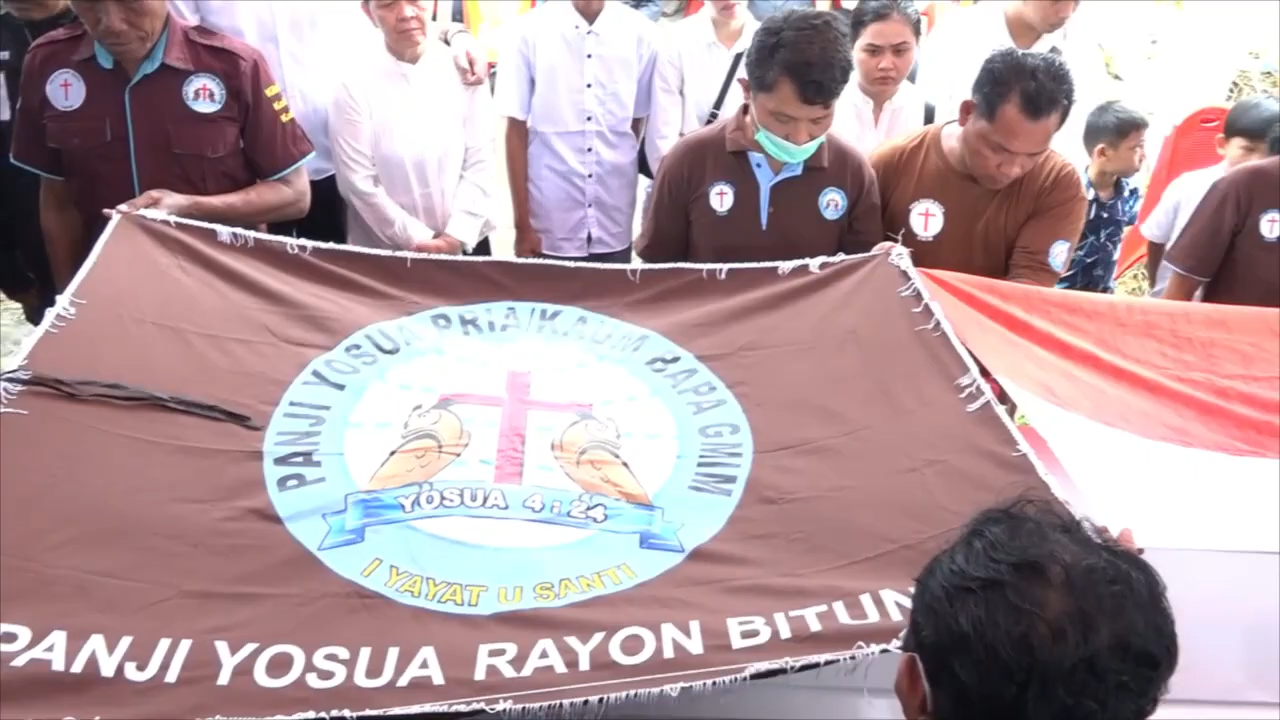 PANJI YOSUA PRIA/KAUM BAPA GMIM
YOSUA 4 : 24
I YAYAT U SANTI
PANJI YOSUA RAYON BITUN